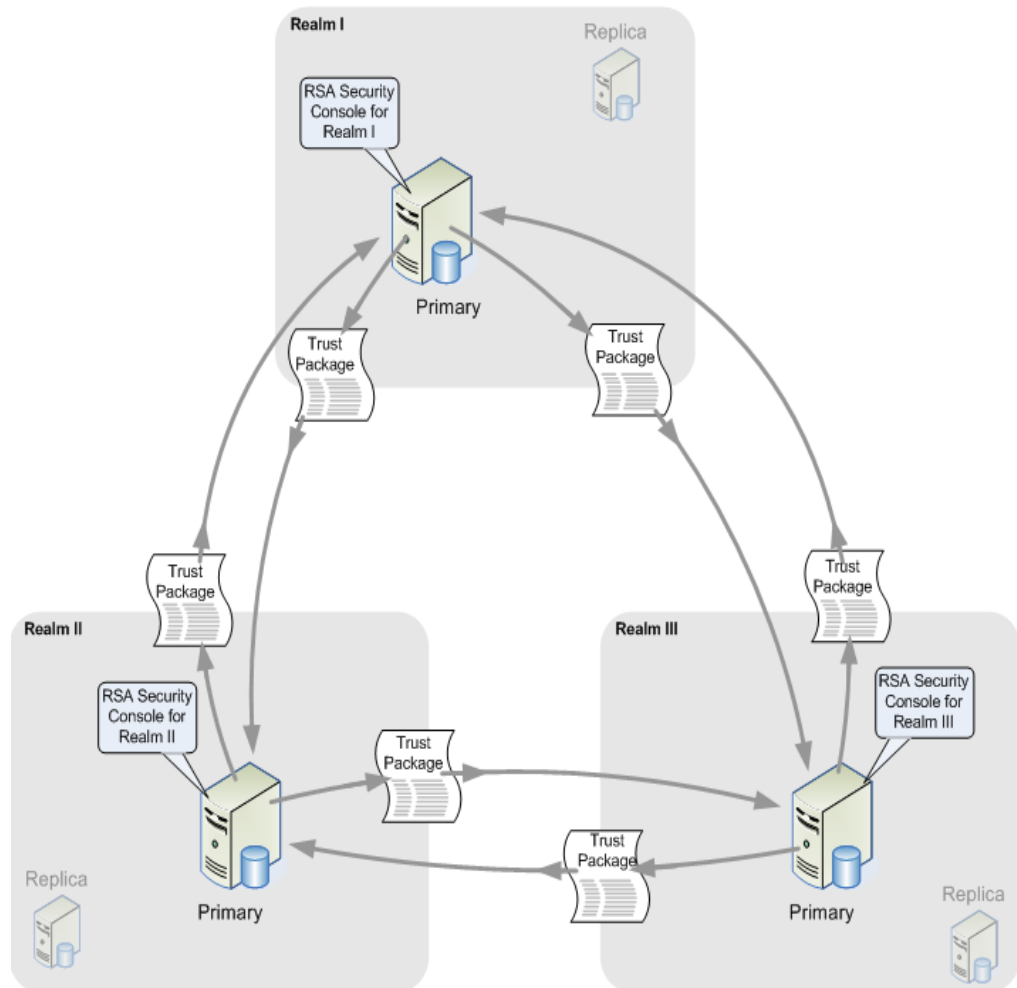 Realm I
Replica
RSA Security
Console for
Realm I
Primary
Trust
Package
Trust
Package
Trust
Package
Trust
Package
Realm II
Realm III
RSA Security
Console for
Realm II
RSA Security
Console for
Realm III
Trust
Package
Trust
Package
Replica
Primary
Primary
Replica